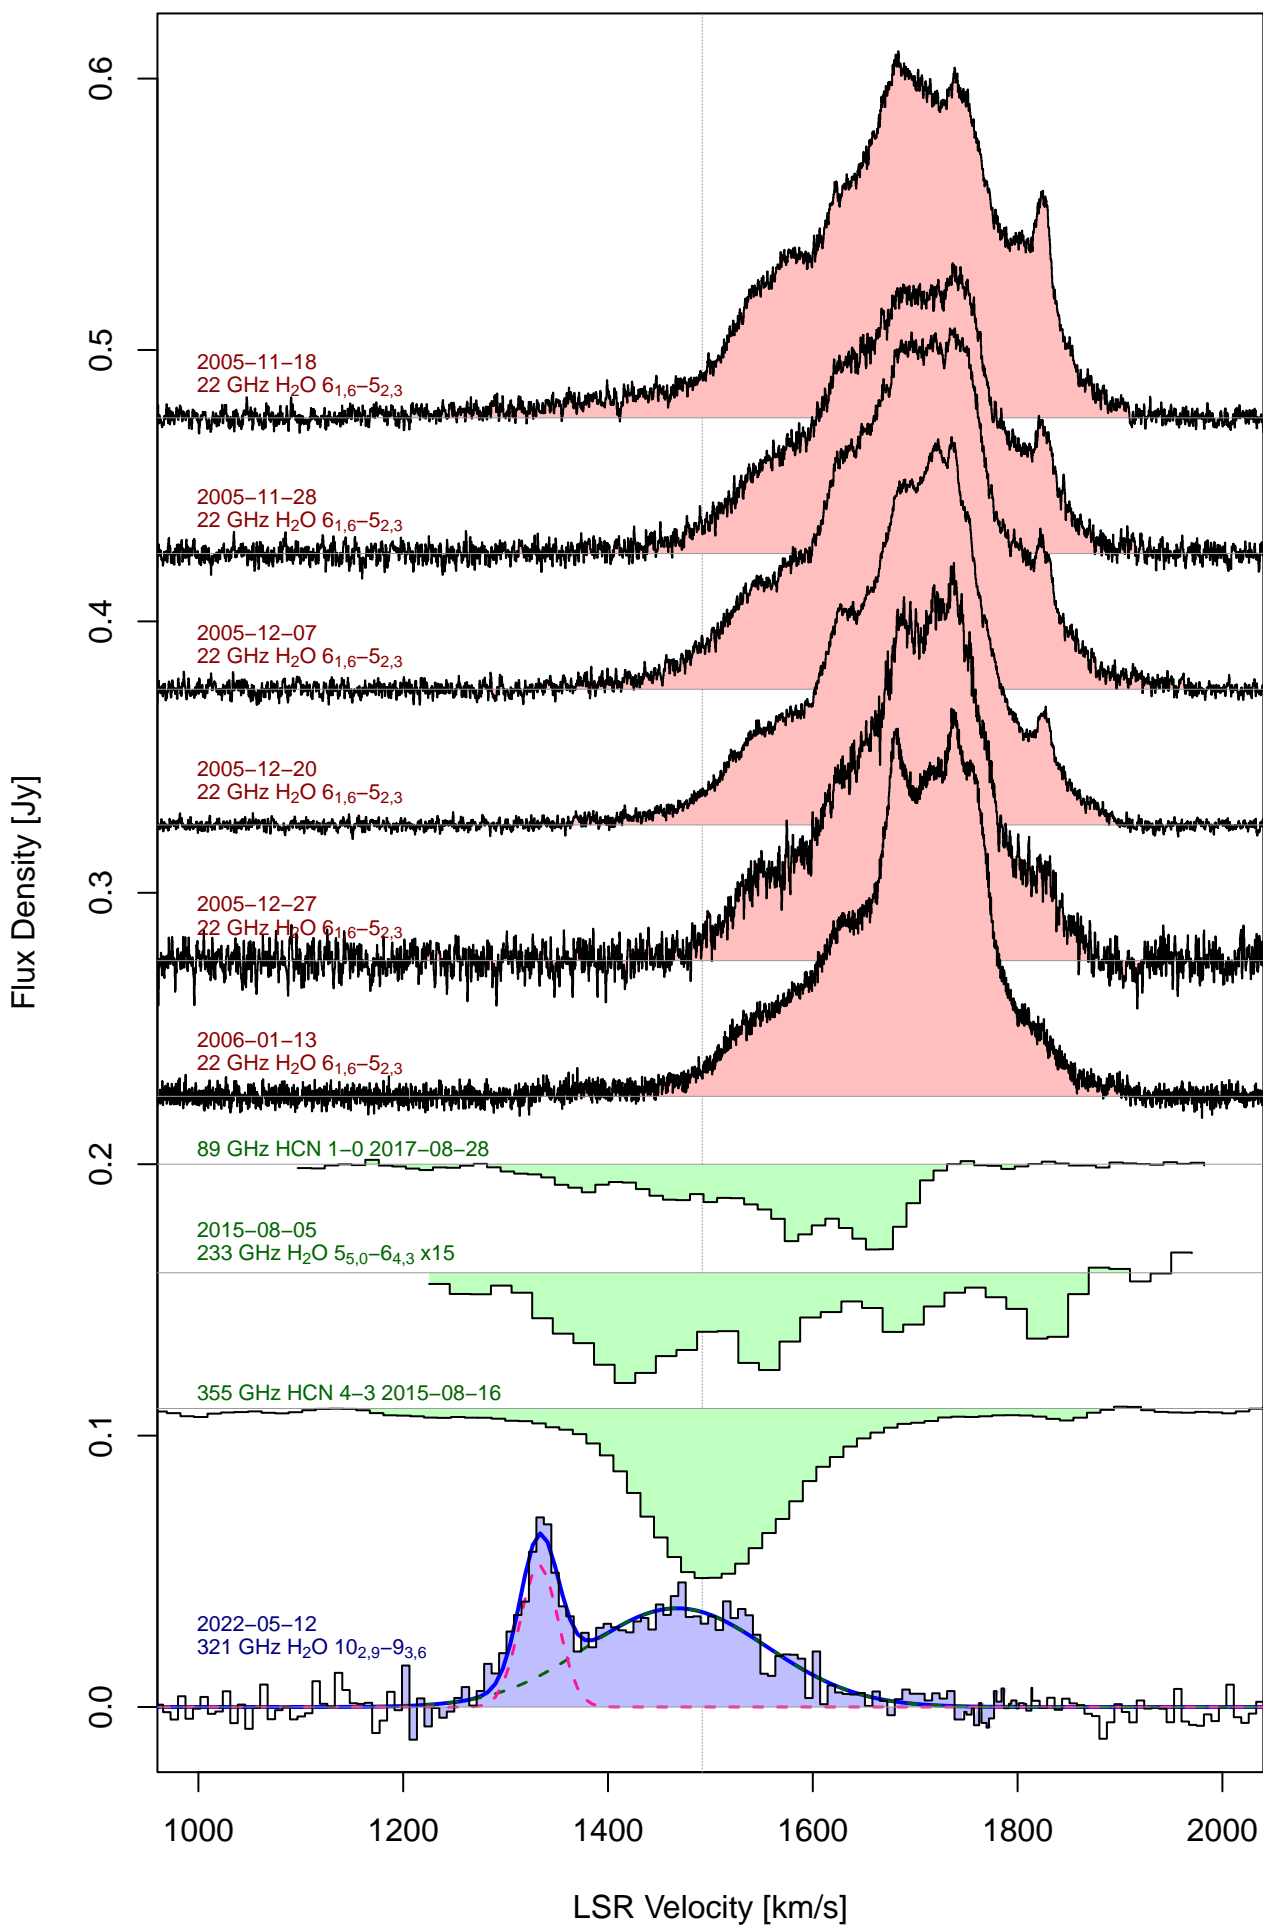 0.6
2005−11−18
22 GHz H₂O 6₁,₆−5₂,₃
0.5
2005−11−28
22 GHz H₂O 6₁,₆−5₂,₃
0.4
2005−12−07
22 GHz H₂O 6₁,₆−5₂,₃
2005−12−20
22 GHz H₂O 6₁,₆−5₂,₃
0.3
2005−12−27
22 GHz H₂O 6₁,₆−5₂,₃
2006−01−13
22 GHz H₂O 6₁,₆−5₂,₃
0.2
89 GHz HCN 1−0 2017−08−28
2015−08−05
233 GHz H₂O 5₅,₀−6₄,₃ x15
355 GHz HCN 4−3 2015−08−16
0.1
2022−05−12
321 GHz H₂O 10₂,₉−9₃,₆
0.0
Flux Density [Jy]
1000 1200 1400 1600 1800 2000
LSR Velocity [km/s]